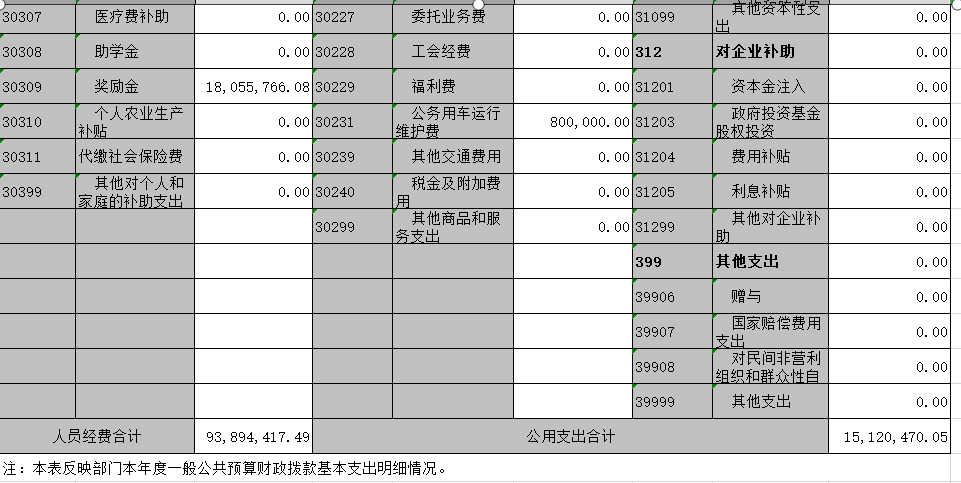 30307 医疗费补助 0.00 30227 委托业务费 0.00 31099 其他资本性支
出 0.00
30308 助学金 0.00 30228 工会经费 0.00 312 对企业补助 0.00
30309 奖励金 18,055,766.08 30229 福利费 0.00 31201 资本金注入 0.00
30310 个人农业生产
补贴 0.00 30231 公务用车运行
维护费 800,000.00 31203 政府投资基金
股权投资 0.00
30311 代缴社会保险费 0.00 30239 其他交通费用 0.00 31204 费用补贴 0.00
30399 其他对个人和
家庭的补助支出 0.00 30240 税金及附加费
用 0.00 31205 利息补贴 0.00
30299 其他商品和服
务支出 0.00 31299 其他对企业补
助 0.00
399 其他支出 0.00
39906 赠与 0.00
39907 国家赔偿费用
支出 0.00
39908 对民间非营利
组织和群众性自 0.00
39999 其他支出 0.00
人员经费合计 93,894,417.49 公用支出合计 15,120,470.05
注：本表反映部门本年度一般公共预算财政拨款基本支出明细情况。